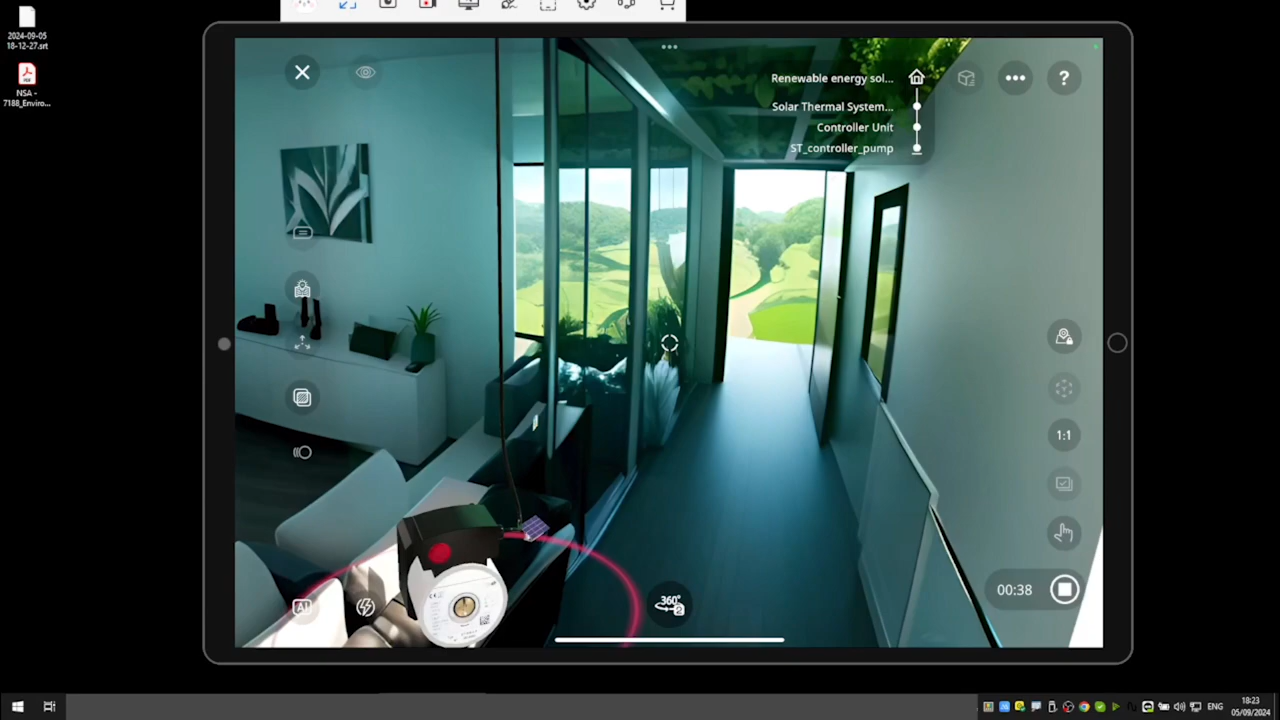 2024-09-05
18-12-27.srt
NSA -
7188_Enviro...
Renewable energy sol...
Solar Thermal System...
Controller Unit
ST_controller_pump
?
1:1
00:38
AI
360°
2
ENG
18:23
05/09/2024